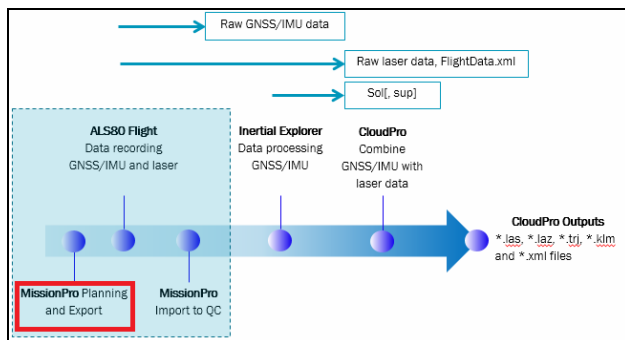 Raw GNSS/IMU data
Raw laser data, FlightData.xml
Sol[, sup]
ALS80 Flight
Data recording
GNSS/IMU and laser
Inertial Explorer
Data processing
GNSS/IMU
CloudPro
Combine
GNSS/IMU with
laser data
CloudPro Outputs
*.las, *.laz, *.trj, *.klm
and *.xml files
MissionPro Planning
and Export
MissionPro
Import to QC